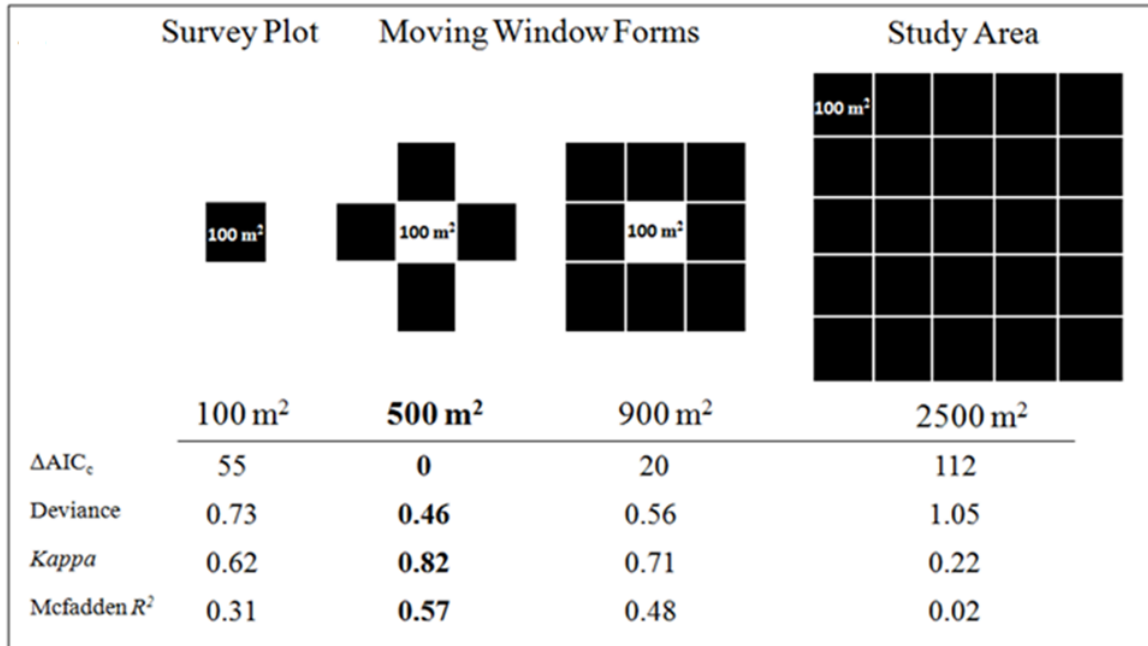 Survey Plot Moving Window Forms Study Area
100 m²
100 m² 100 m² 100 m²
100 m² 500 m² 900 m² 2500 m²
ΔAICc 55 0 20 112
Deviance 0.73 0.46 0.56 1.05
Kappa 0.62 0.82 0.71 0.22
Mcfadden R² 0.31 0.57 0.48 0.02